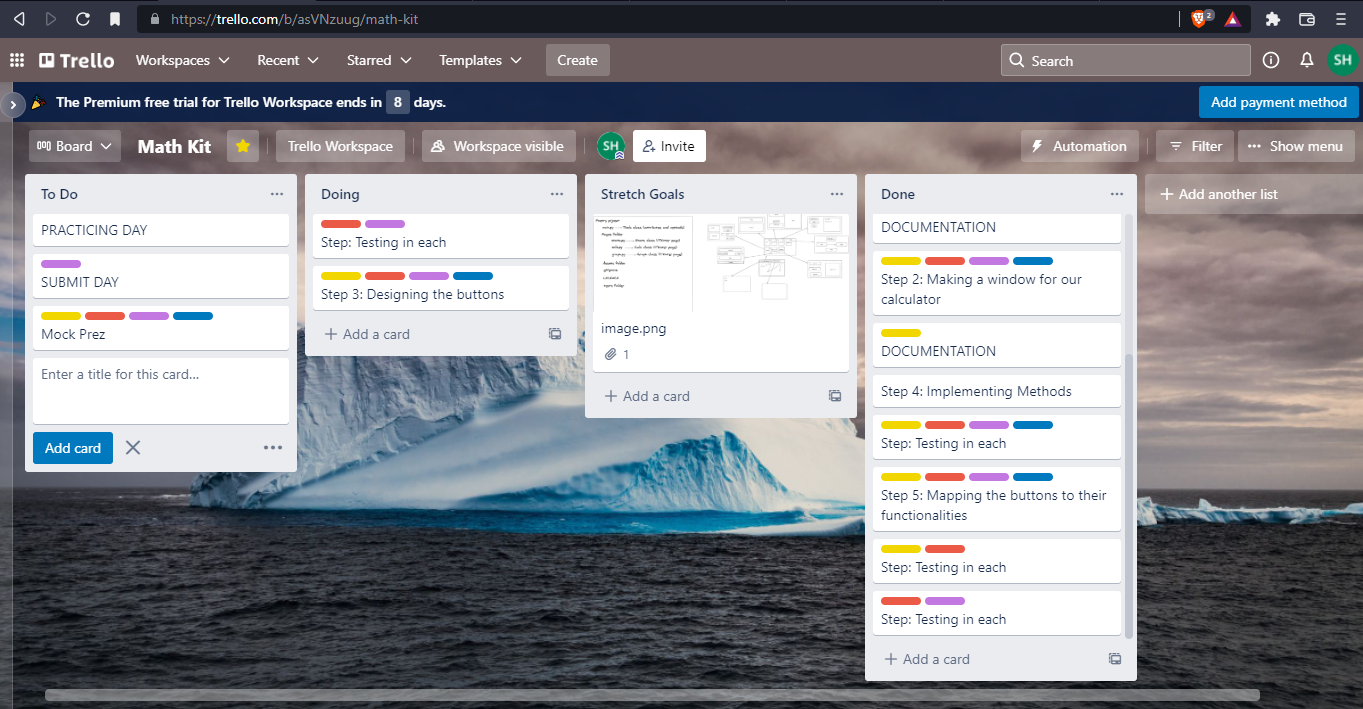 https://trello.com/b/asVNzuug/math-kit
2
Trello
Workspaces
Recent
Starred
Templates
Create
Search
SH
The Premium free trial for Trello Workspace ends in 8 days.
Add payment method
Board
Math Kit
Trello Workspace
Workspace visible
SH
Invite
Automation
Filter
Show menu
To Do
PRACTICING DAY
SUBMIT DAY
Mock Prez
Enter a title for this card...
Add card
Doing
Step: Testing in each
Step 3: Designing the buttons
Add a card
Stretch Goals
image.png
1
Add a card
Done
DOCUMENTATION
Step 2: Making a window for our
calculator
DOCUMENTATION
Step 4: Implementing Methods
Step: Testing in each
Step 5: Mapping the buttons to their
functionalities
Step: Testing in each
Step: Testing in each
Add a card
Add another list